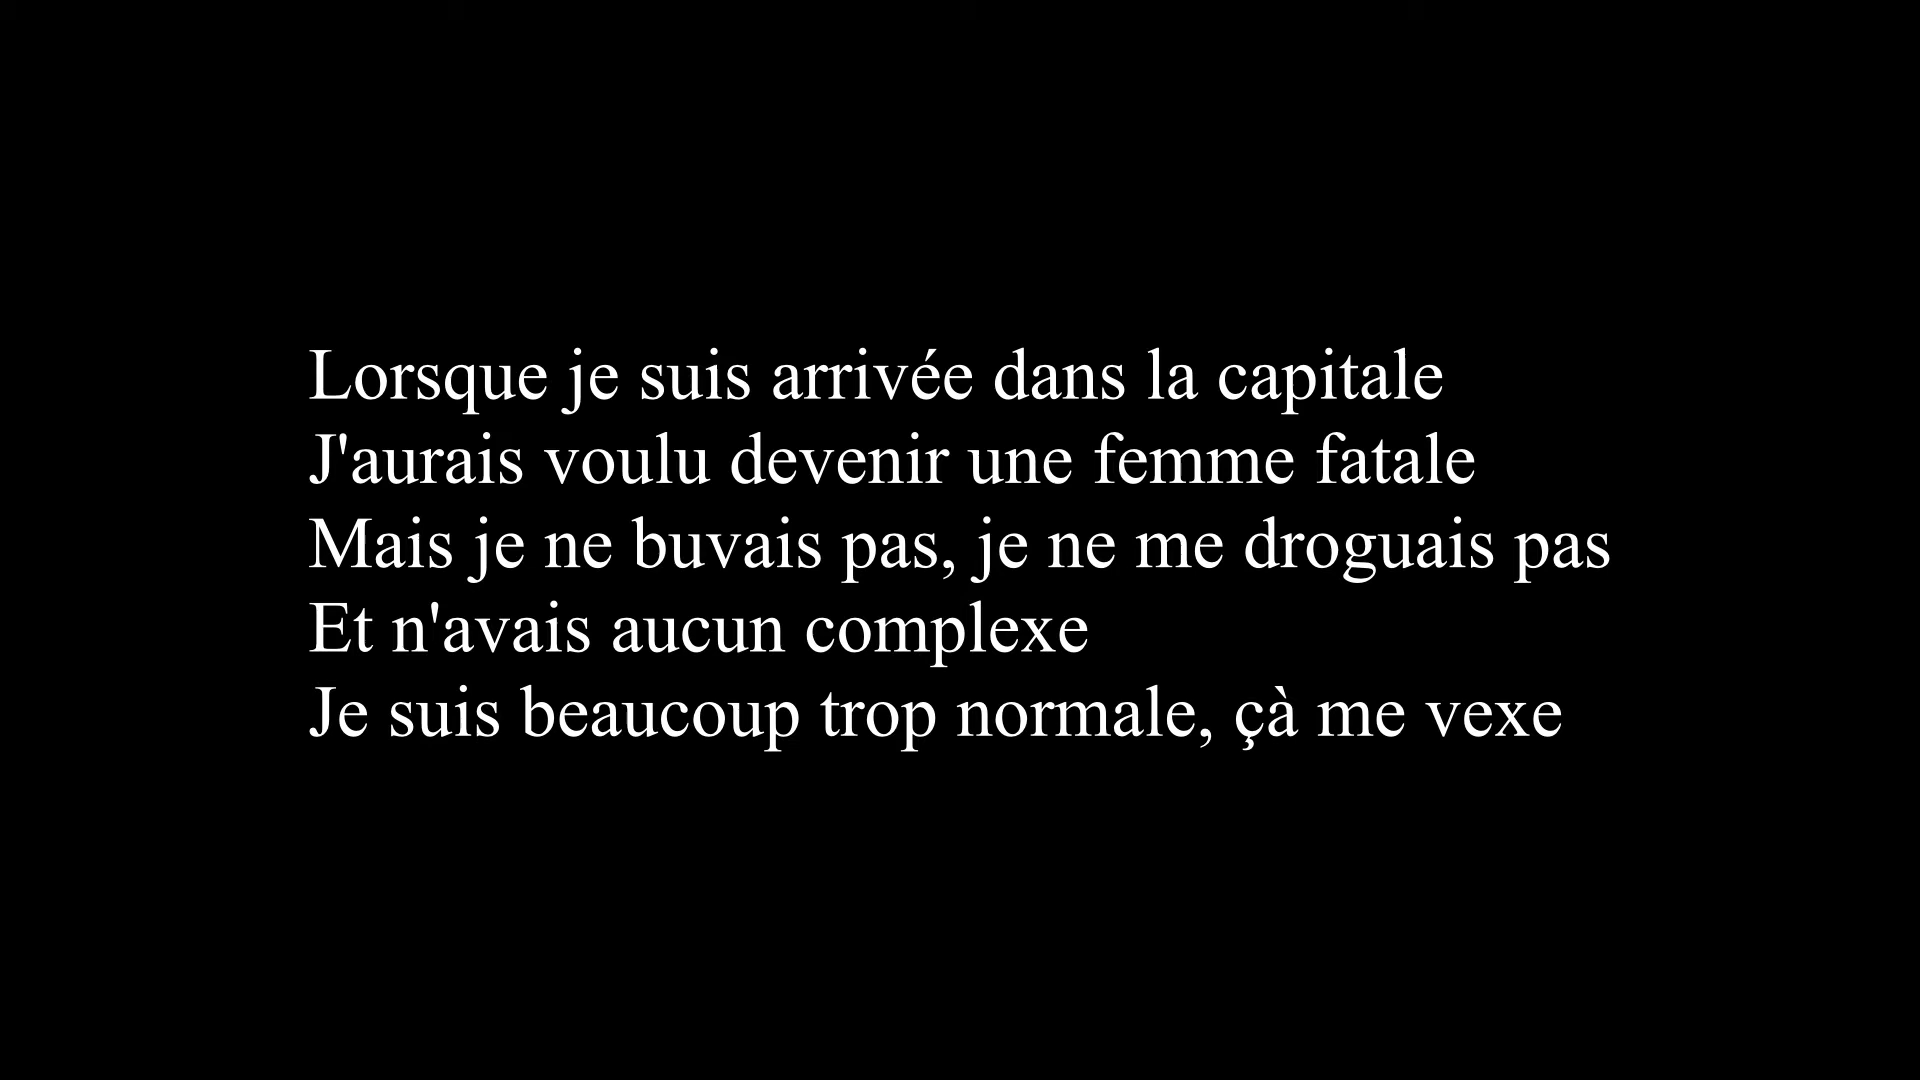 Lorsque je suis arrivée dans la capitale
J'aurais voulu devenir une femme fatale
Mais je ne buvais pas, je ne me droguais pas
Et n'avais aucun complexe
Je suis beaucoup trop normale, çà me vexe